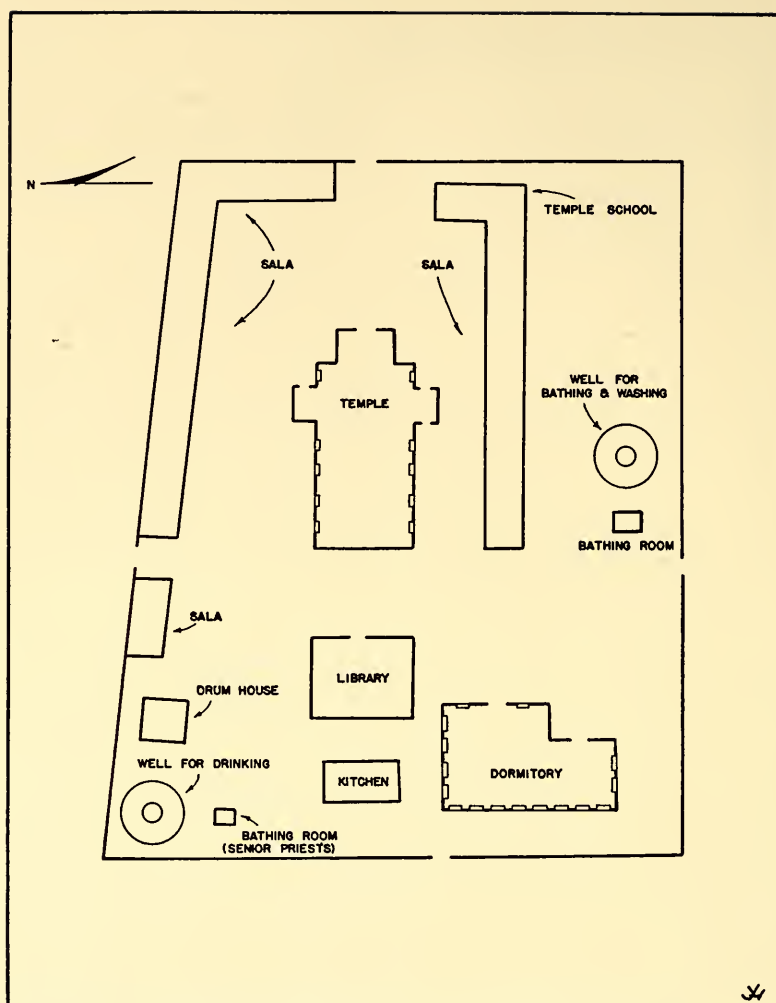 N
TEMPLE SCHOOL
SALA
SALA
WELL FOR
BATHING & WASHING
TEMPLE
BATHING ROOM
SALA
LIBRARY
DRUM HOUSE
WELL FOR DRINKING
KITCHEN
DORMITORY
BATHING ROOM
(SENIOR PRIESTS)